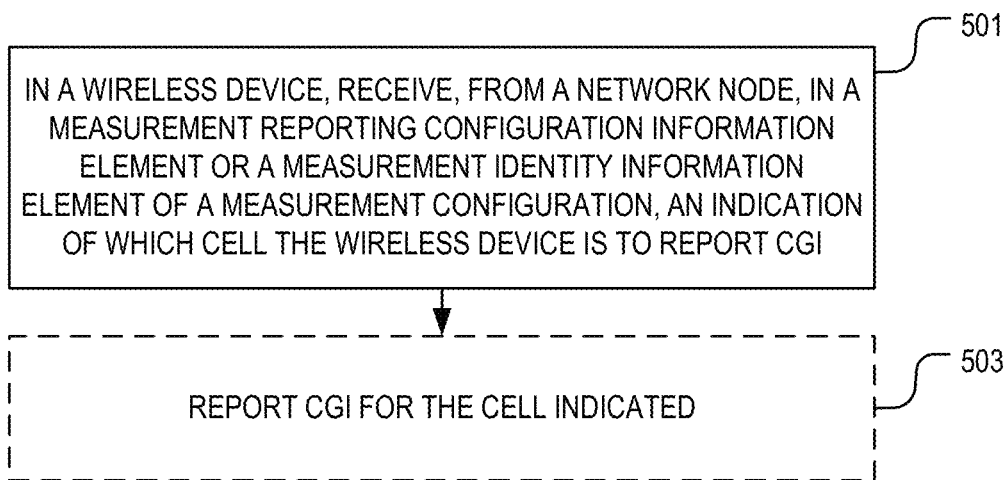 501
IN A WIRELESS DEVICE, RECEIVE, FROM A NETWORK NODE, IN A
MEASUREMENT REPORTING CONFIGURATION INFORMATION
ELEMENT OR A MEASUREMENT IDENTITY INFORMATION
ELEMENT OF A MEASUREMENT CONFIGURATION, AN INDICATION
OF WHICH CELL THE WIRELESS DEVICE IS TO REPORT CGI
503
REPORT CGI FOR THE CELL INDICATED